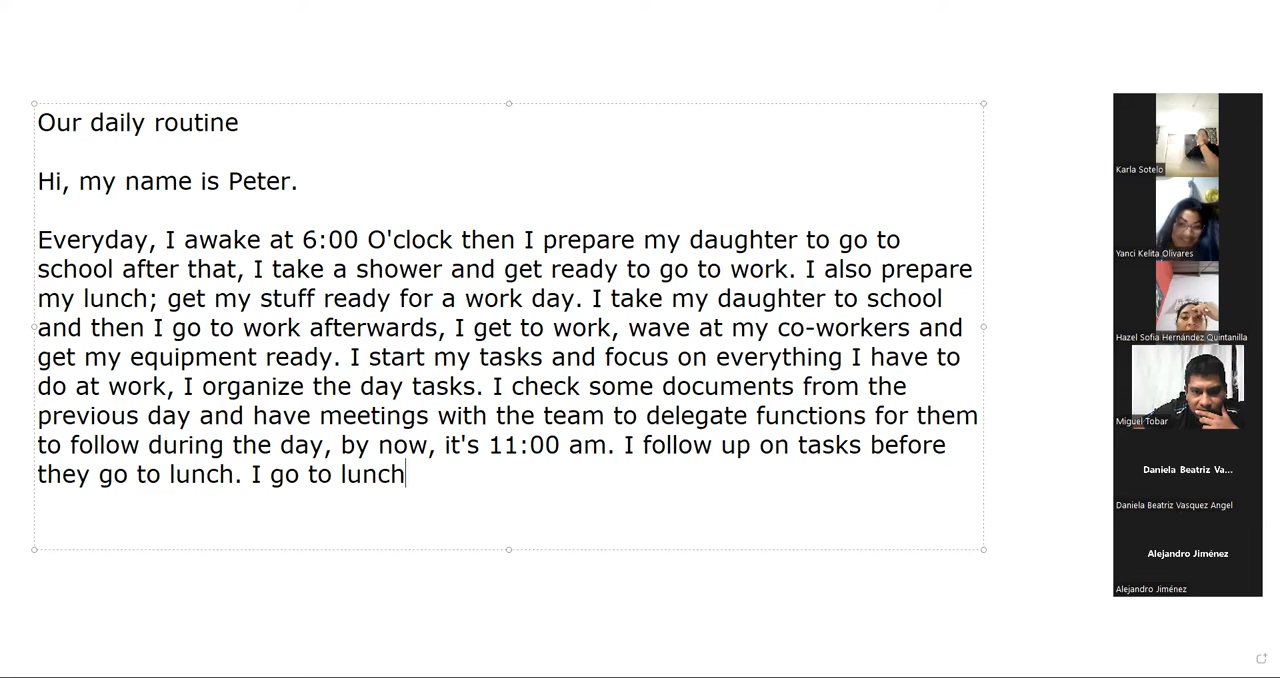 Our daily routine
Hi, my name is Peter.
Everyday, I awake at 6:00 O'clock then I prepare my daughter to go to
school after that, I take a shower and get ready to go to work. I also prepare
my lunch; get my stuff ready for a work day. I take my daughter to school
and then I go to work afterwards, I get to work, wave at my co-workers and
get my equipment ready. I start my tasks and focus on everything I have to
do at work, I organize the day tasks. I check some documents from the
previous day and have meetings with the team to delegate functions for them
to follow during the day, by now, it's 11:00 am. I follow up on tasks before
they go to lunch. I go to lunch
Karla Sotelo
Yanci Kelita Olivares
Hazel Sofia Hernández Quintanilla
Miguel Tobar
Daniela Beatriz Va...
Daniela Beatriz Vasquez Angel
Alejandro Jiménez
Alejandro Jiménez